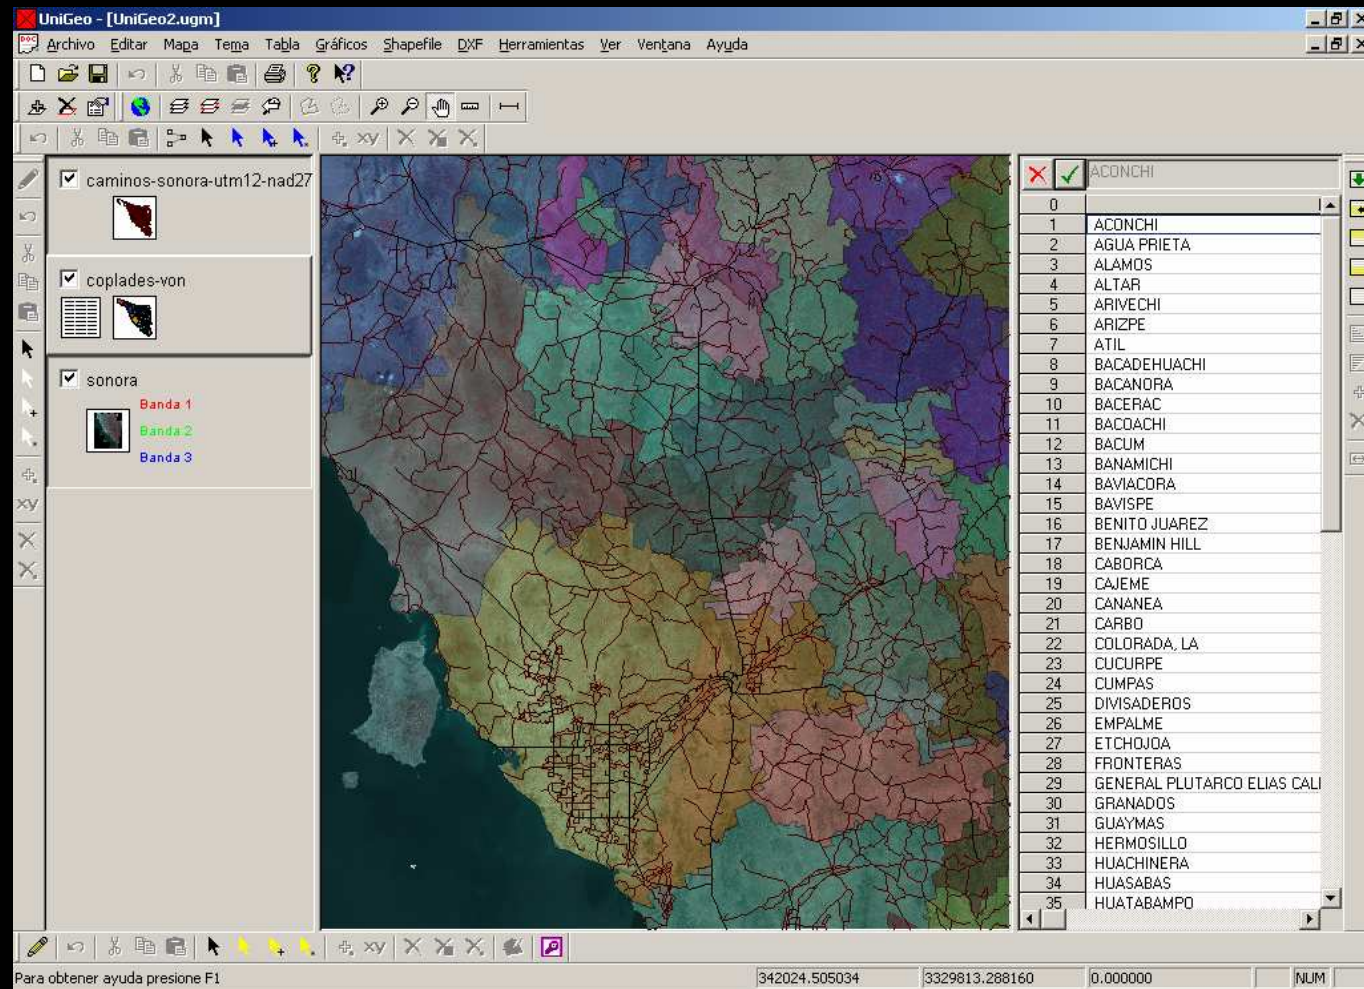 UniGeo - [UniGeo2.ugm]
Archivo Editar Mapa Tema Tabla Gráficos Shapefile DXF Herramientas Ver Ventana Ayuda
xy
caminos-sonora-utm12-nad27
coplades-von
sonora
Banda 1
Banda 2
Banda 3
xy
ACONCHI
0
1 ACONCHI
2 AGUA PRIETA
3 ALAMOS
4 ALTAR
5 ARIVECHI
6 ARIZPE
7 ATIL
8 BACADEHUACHI
9 BACANORA
10 BACERAC
11 BACOACHI
12 BACUM
13 BANAMICHI
14 BAVIACORA
15 BAVISPE
16 BENITO JUAREZ
17 BENJAMIN HILL
18 CABORCA
19 CAJEME
20 CANANEA
21 CARBO
22 COLORADA, LA
23 CUCURPE
24 CUMPAS
25 DIVISADEROS
26 EMPALME
27 ETCHOJOA
28 FRONTERAS
29 GENERAL PLUTARCO ELIAS CALI
30 GRANADOS
31 GUAYMAS
32 HERMOSILLO
33 HUACHINERA
34 HUASABAS
35 HUATABAMPO
xy
Para obtener ayuda presione F1 342024.505034 3329813.288160 0.000000 NUM